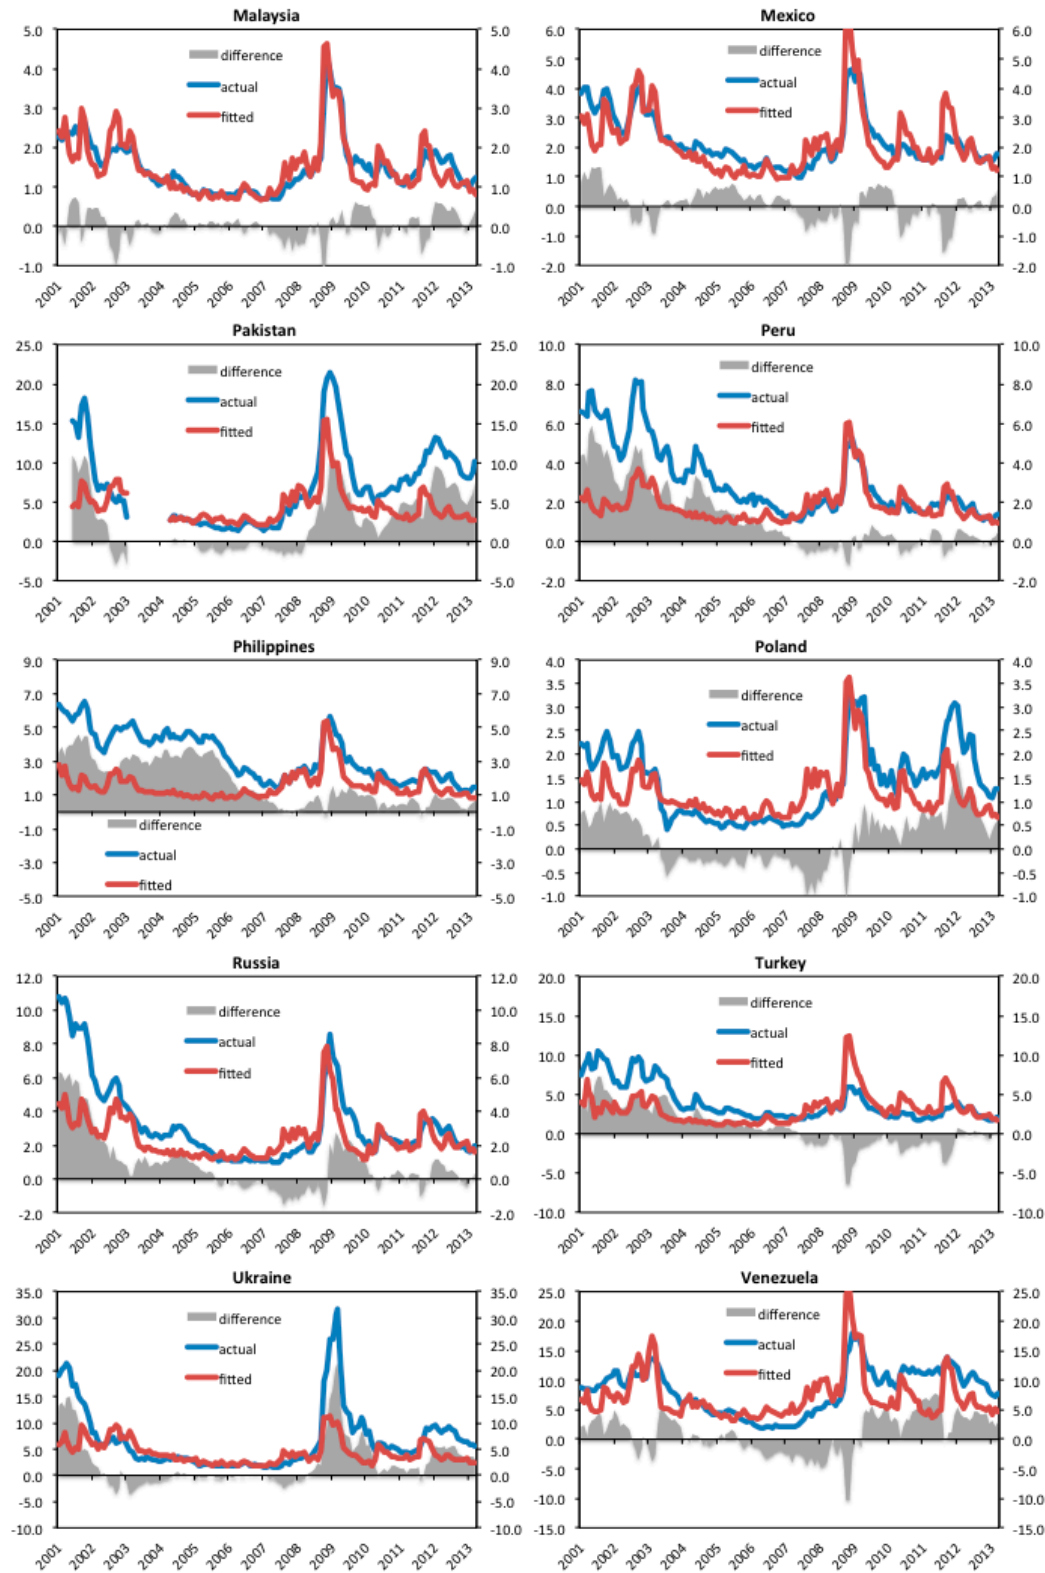 Malaysia
5.0 4.0 3.0 2.0 1.0 0.0 -1.0
difference
actual
fitted
5.0 4.0 3.0 2.0 1.0 0.0 -1.0
2001 2002 2003 2004 2005 2006 2007 2008 2009 2010 2011 2012 2013
Mexico
6.0 5.0 4.0 3.0 2.0 1.0 0.0 -1.0 -2.0
difference
actual
fitted
6.0 5.0 4.0 3.0 2.0 1.0 0.0 -1.0 -2.0
2001 2002 2003 2004 2005 2006 2007 2008 2009 2010 2011 2012 2013
Pakistan
25.0 20.0 15.0 10.0 5.0 0.0 -5.0
difference
actual
fitted
25.0 20.0 15.0 10.0 5.0 0.0 -5.0
2001 2002 2003 2004 2005 2006 2007 2008 2009 2010 2011 2012 2013
Peru
10.0 8.0 6.0 4.0 2.0 0.0 -2.0
difference
actual
fitted
10.0 8.0 6.0 4.0 2.0 0.0 -2.0
2001 2002 2003 2004 2005 2006 2007 2008 2009 2010 2011 2012 2013
Philippines
9.0 7.0 5.0 3.0 1.0 -1.0 -3.0 -5.0
difference
actual
fitted
9.0 7.0 5.0 3.0 1.0 -1.0 -3.0 -5.0
2001 2002 2003 2004 2005 2006 2007 2008 2009 2010 2011 2012 2013
Poland
4.0 3.5 3.0 2.5 2.0 1.5 1.0 0.5 0.0 -0.5 -1.0
difference
actual
fitted
4.0 3.5 3.0 2.5 2.0 1.5 1.0 0.5 0.0 -0.5 -1.0
2001 2002 2003 2004 2005 2006 2007 2008 2009 2010 2011 2012 2013
Russia
12.0 10.0 8.0 6.0 4.0 2.0 0.0 -2.0
difference
actual
fitted
12.0 10.0 8.0 6.0 4.0 2.0 0.0 -2.0
2001 2002 2003 2004 2005 2006 2007 2008 2009 2010 2011 2012 2013
Turkey
20.0 15.0 10.0 5.0 0.0 -5.0 -10.0
difference
actual
fitted
20.0 15.0 10.0 5.0 0.0 -5.0 -10.0
2001 2002 2003 2004 2005 2006 2007 2008 2009 2010 2011 2012 2013
Ukraine
35.0 30.0 25.0 20.0 15.0 10.0 5.0 0.0 -5.0 -10.0
difference
actual
fitted
35.0 30.0 25.0 20.0 15.0 10.0 5.0 0.0 -5.0 -10.0
2001 2002 2003 2004 2005 2006 2007 2008 2009 2010 2011 2012 2013
Venezuela
25.0 20.0 15.0 10.0 5.0 0.0 -5.0 -10.0 -15.0
difference
actual
fitted
25.0 20.0 15.0 10.0 5.0 0.0 -5.0 -10.0 -15.0
2001 2002 2003 2004 2005 2006 2007 2008 2009 2010 2011 2012 2013